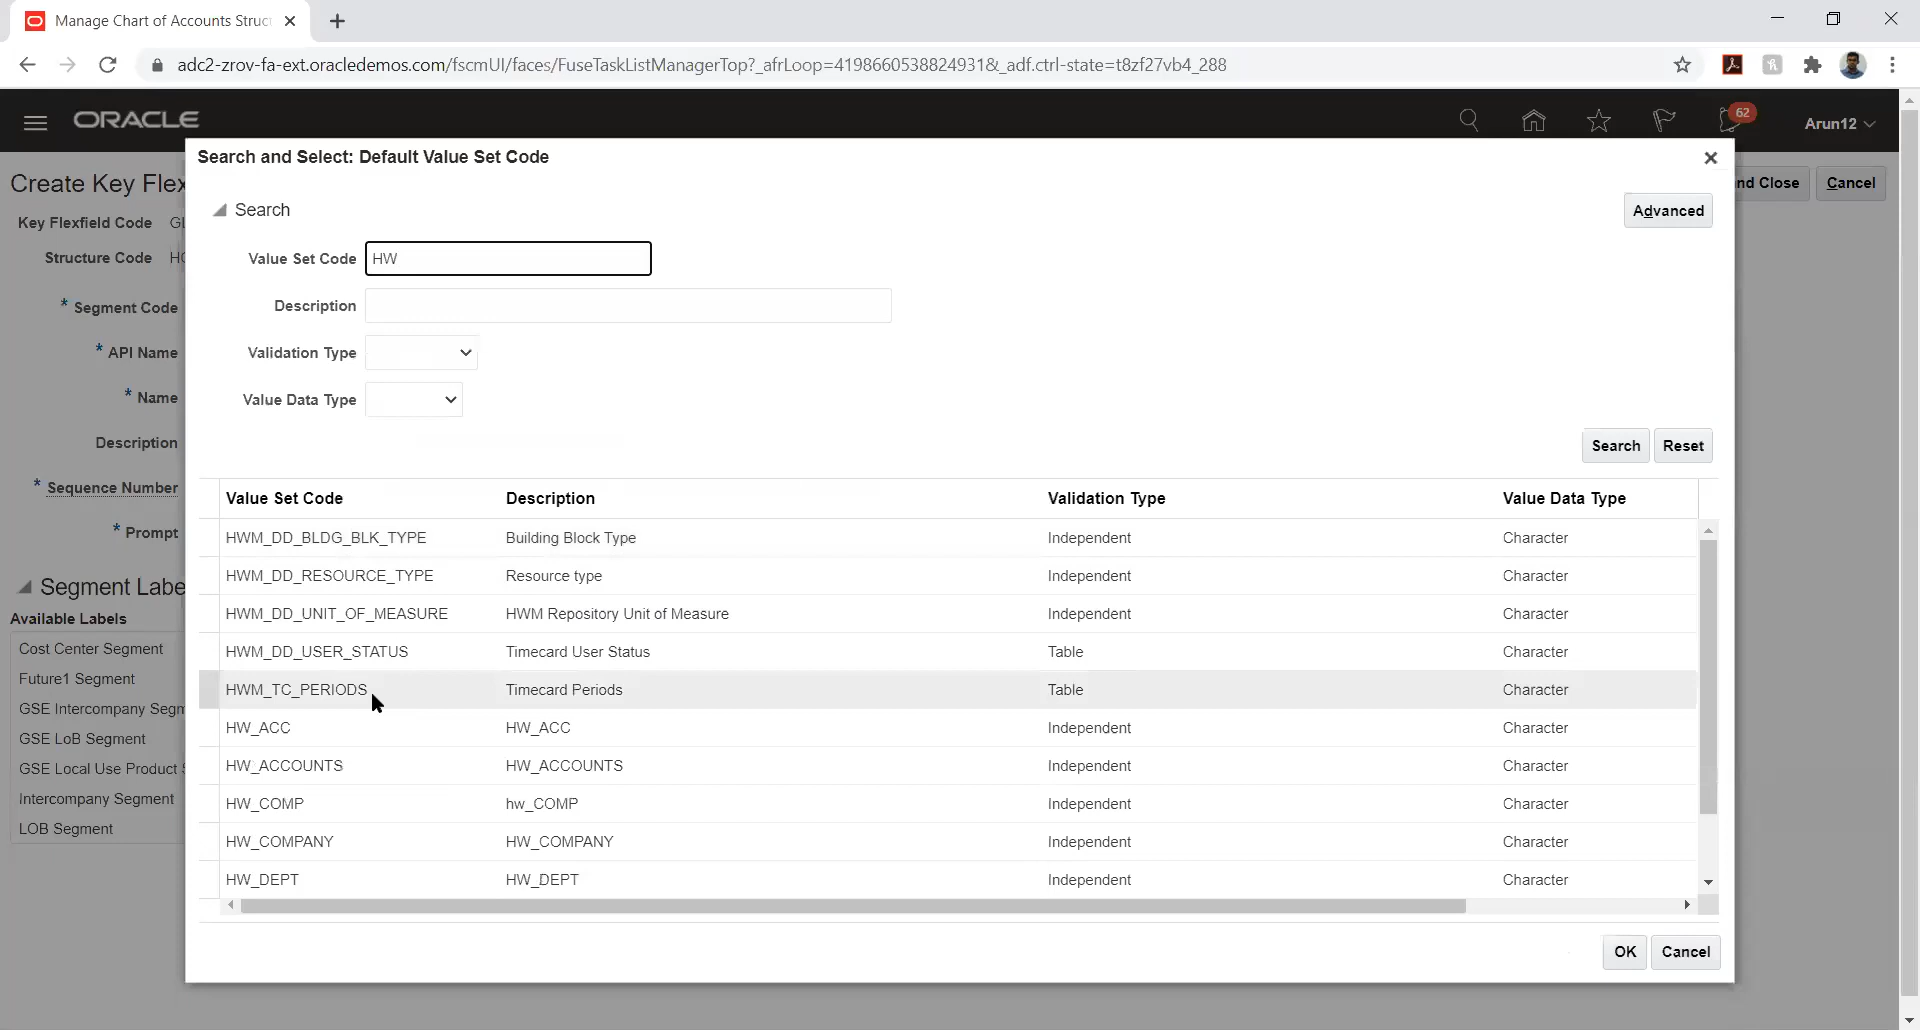 Manage Chart of Accounts Struc
adc2-zrov-fa-ext.oracledemos.com/fscmUI/faces/FuseTaskListManagerTop?_afrLoop=4198660538824931&_adf.ctrl-state=t8zf27vb4_288
ORACLE
62
Arun12
Search and Select: Default Value Set Code
Create Key Flex
nd Close
Cancel
Key Flexfield Code
Structure Code
* Segment Code
* API Name
* Name
Description
* Sequence Number
* Prompt
Segment Labe
Available Labels
Cost Center Segment
Future1 Segment
GSE Intercompany Segm
GSE LoB Segment
GSE Local Use Product S
Intercompany Segment
LOB Segment
Search
Advanced
Value Set Code HW
Description
Validation Type
Value Data Type
Search Reset
Value Set Code Description Validation Type Value Data Type
HWM_DD_BLDG_BLK_TYPE Building Block Type Independent Character
HWM_DD_RESOURCE_TYPE Resource type Independent Character
HWM_DD_UNIT_OF_MEASURE HWM Repository Unit of Measure Independent Character
HWM_DD_USER_STATUS Timecard User Status Table Character
HWM_TC_PERIODS Timecard Periods Table Character
HW_ACC HW_ACC Independent Character
HW_ACCOUNTS HW_ACCOUNTS Independent Character
HW_COMP hw_COMP Independent Character
HW_COMPANY HW_COMPANY Independent Character
HW_DEPT HW_DEPT Independent Character
OK Cancel